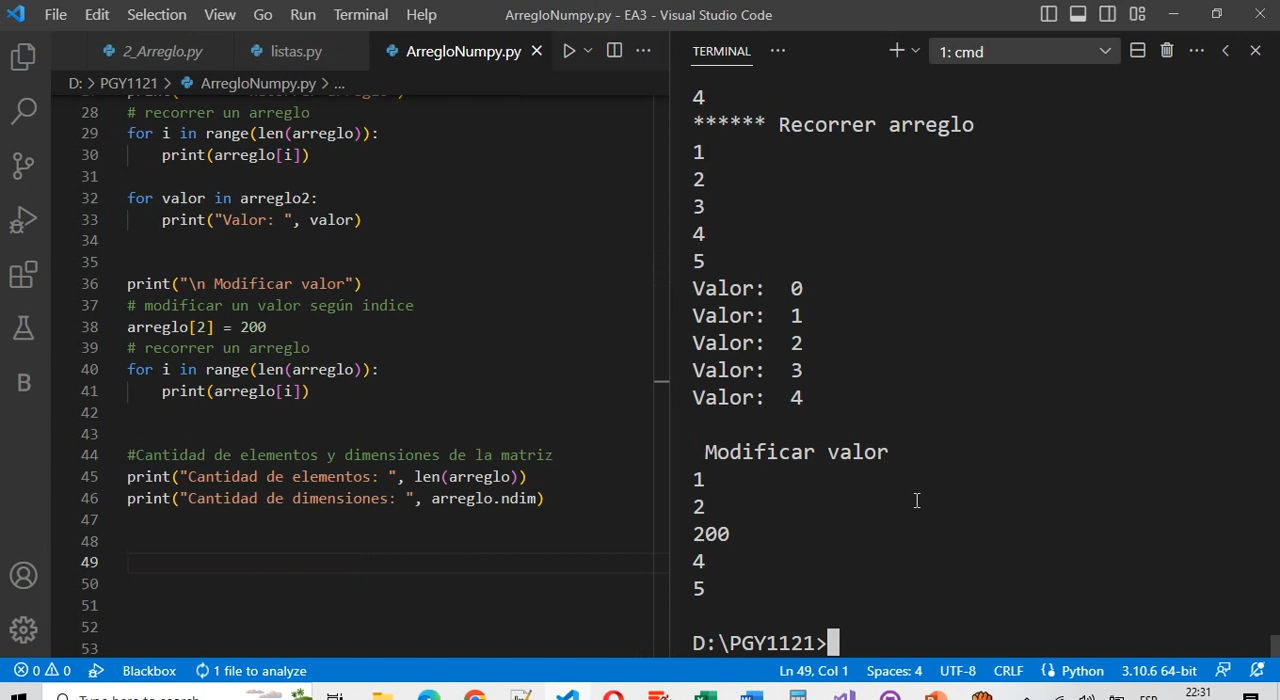 File Edit Selection View Go Run Terminal Help ArregloNumpy.py - EA3 - Visual Studio Code
2_Arreglo.py listas.py ArregloNumpy.py
D: > PGY1121 > ArregloNumpy.py > ...
28 # recorrer un arreglo
29 for i in range(len(arreglo)):
30 print(arreglo[i])
31
32 for valor in arreglo2:
33 print("Valor: ", valor)
34
35
36 print("\n Modificar valor")
37 # modificar un valor según indice
38 arreglo[2] = 200
39 # recorrer un arreglo
40 for i in range(len(arreglo)):
41 print(arreglo[i])
42
43
44 #Cantidad de elementos y dimensiones de la matriz
45 print("Cantidad de elementos: ", len(arreglo))
46 print("Cantidad de dimensiones: ", arreglo.ndim)
47
48
49
50
51
52
53
TERMINAL 1: cmd
4
****** Recorrer arreglo
1
2
3
4
5
Valor: 0
Valor: 1
Valor: 2
Valor: 3
Valor: 4
Modificar valor
1
2
200
4
5
D:\PGY1121>
0 0 Blackbox 1 file to analyze Ln 49, Col 1 Spaces: 4 UTF-8 CRLF Python 3.10.6 64-bit
Type here to search ESP 22:31